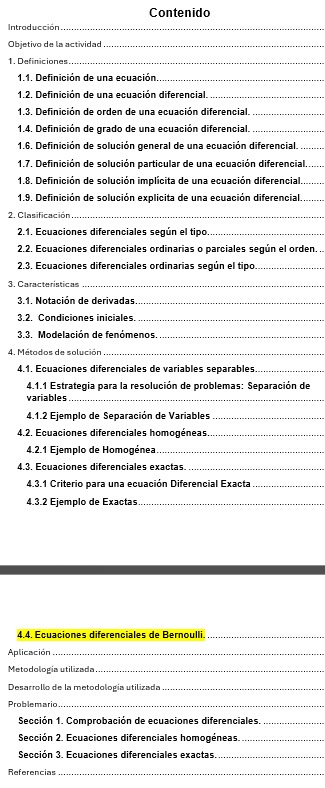 Contenido
Introducción
Objetivo de la actividad
1. Definiciones
1.1. Definición de una ecuación.
1.2. Definición de una ecuación diferencial.
1.3. Definición de orden de una ecuación diferencial.
1.4. Definición de grado de una ecuación diferencial.
1.6. Definición de solución general de una ecuación diferencial.
1.7. Definición de solución particular de una ecuación diferencial.
1.8. Definición de solución implícita de una ecuación diferencial.
1.9. Definición de solución explicita de una ecuación diferencial.
2. Clasificación
2.1. Ecuaciones diferenciales según el tipo.
2.2. Ecuaciones diferenciales ordinarias o parciales según el orden.
2.3. Ecuaciones diferenciales ordinarias según el tipo.
3. Características
3.1. Notación de derivadas.
3.2. Condiciones iniciales.
3.3. Modelación de fenómenos.
4. Métodos de solución
4.1. Ecuaciones diferenciales de variables separables.
4.1.1 Estrategia para la resolución de problemas: Separación de
variables
4.1.2 Ejemplo de Separación de Variables
4.2. Ecuaciones diferenciales homogéneas.
4.2.1 Ejemplo de Homogénea
4.3. Ecuaciones diferenciales exactas.
4.3.1 Criterio para una ecuación Diferencial Exacta
4.3.2 Ejemplo de Exactas
4.4. Ecuaciones diferenciales de Bernoulli.
Aplicación
Metodología utilizada
Desarrollo de la metodología utilizada
Problemario
Sección 1. Comprobación de ecuaciones diferenciales.
Sección 2. Ecuaciones diferenciales homogéneas.
Sección 3. Ecuaciones diferenciales exactas.
Referencias